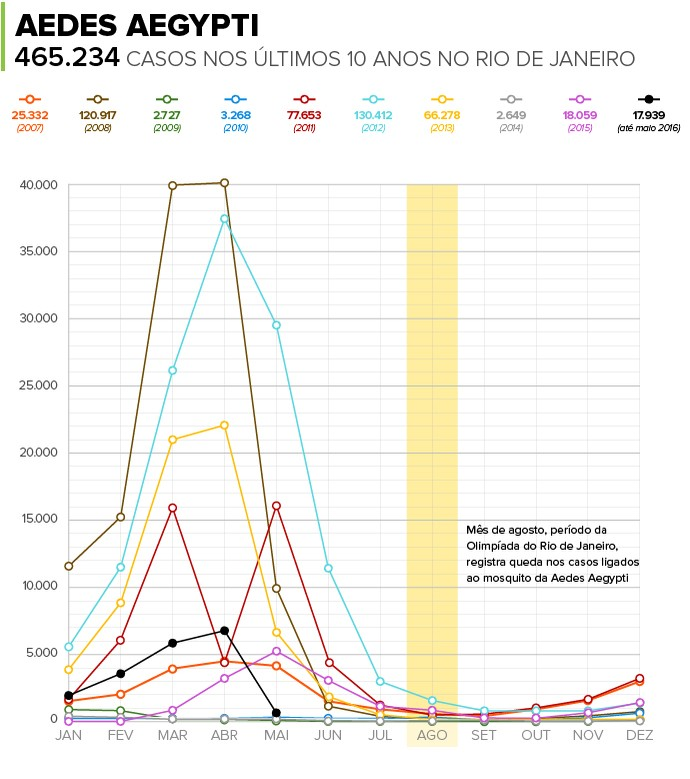 AEDES AEGYPTI
465.234 CASOS NOS ÚLTIMOS 10 ANOS NO RIO DE JANEIRO
25.332 120.917 2.727 3.268 77.653 130.412 66.278 2.649 18.059 17.939
(2007) (2008) (2009) (2010) (2011) (2012) (2013) (2014) (2015) (até maio 2016)
40.000
35.000
30.000
25.000
20.000
15.000
Mês de agosto, período da
Olimpíada do Rio de Janeiro,
registra queda nos casos ligados
ao mosquito da Aedes Aegypti
10.000
5.000
0
JAN FEV MAR ABR MAI JUN JUL AGO SET OUT NOV DEZ